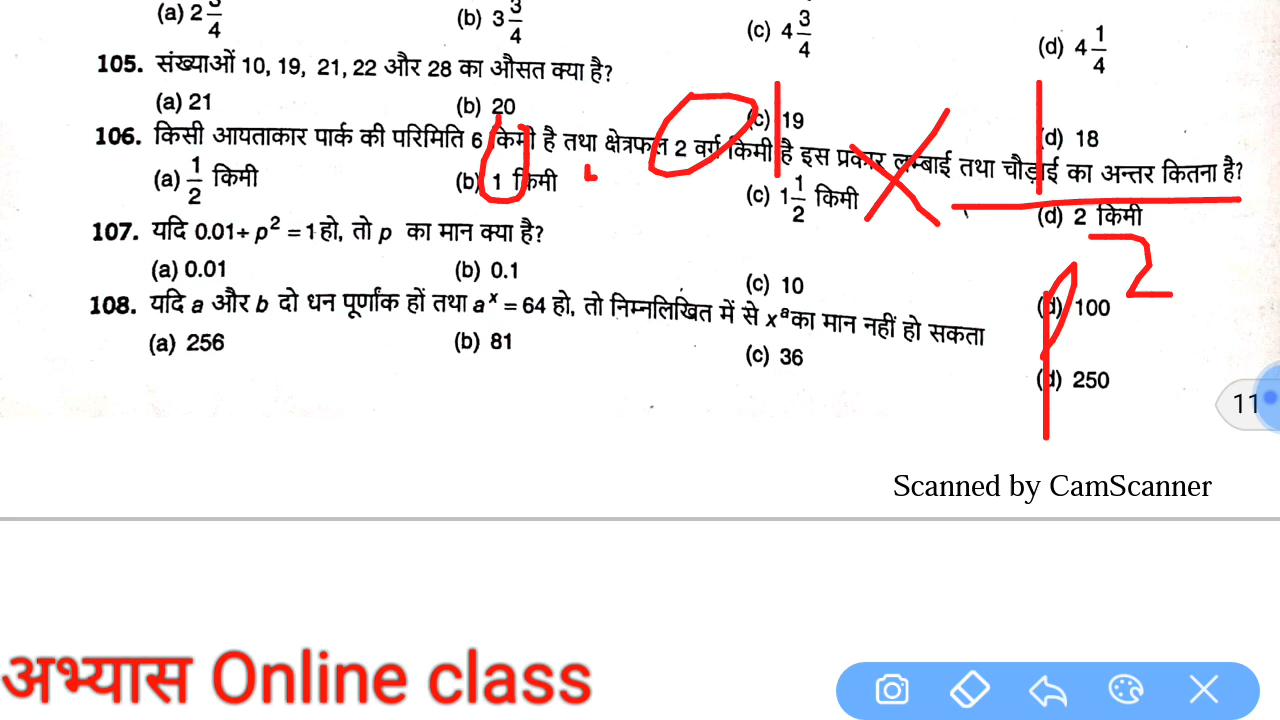 (a) 2 3/4 (b) 3 3/4 (c) 4 3/4 (d) 4 1/4
105. संख्याओं 10, 19, 21, 22 और 28 का औसत क्या है?
(a) 21 (b) 20 (c) 19 (d) 18
106. किसी आयताकार पार्क की परिमिति 6 किमी है तथा क्षेत्रफल 2 वर्ग किमी है इस प्रकार लम्बाई तथा चौड़ाई का अन्तर कितना है?
(a) 1/2 किमी (b) 1 किमी (c) 1 1/2 किमी (d) 2 किमी
107. यदि 0.01+ p² = 1 हो, तो p का मान क्या है?
(a) 0.01 (b) 0.1 (c) 10 (d) 100
108. यदि a और b दो धन पूर्णांक हों तथा aˣ = 64 हो, तो निम्नलिखित में से xᵃ का मान नहीं हो सकता
(a) 256 (b) 81 (c) 36 (d) 250
11
Scanned by CamScanner
अभ्यास Online class